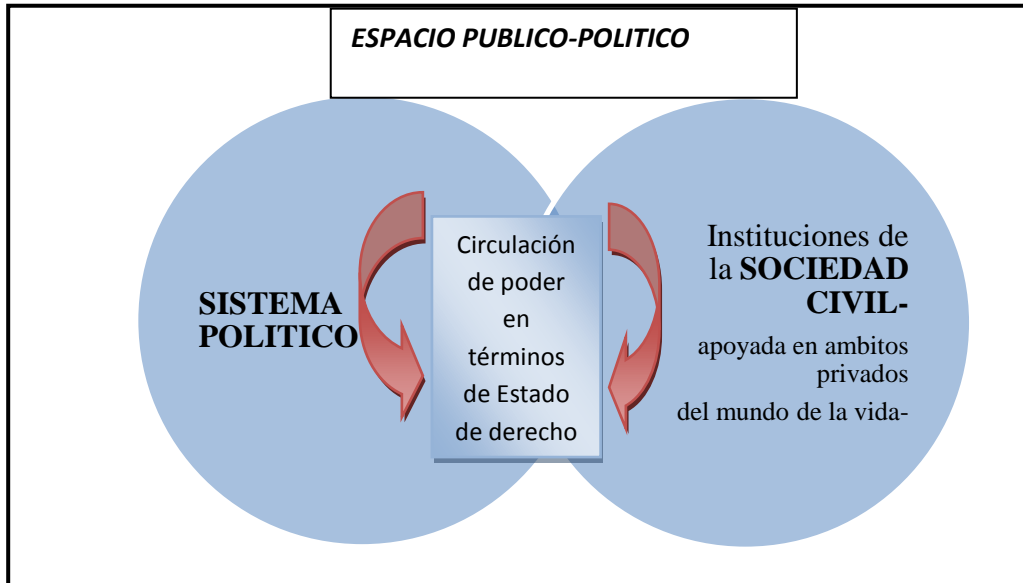 ESPACIO PUBLICO-POLITICO
SISTEMA
POLITICO
Circulación
de poder
en
términos
de Estado
de derecho
Instituciones de
la SOCIEDAD
CIVIL-
apoyada en ambitos
privados
del mundo de la vida-